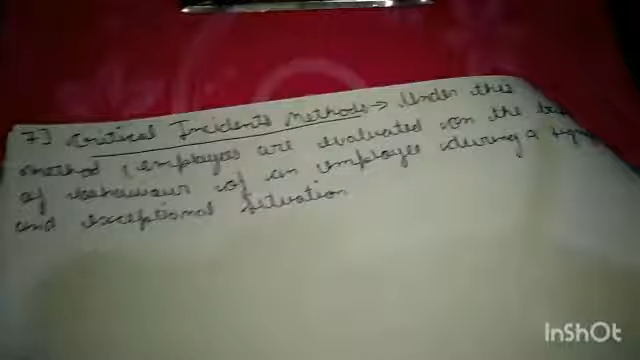 7] Critical Incidents Methods → Under this
method employees are evaluated on the
of behaviour of an employee during a
and exceptional Situation
InShOt